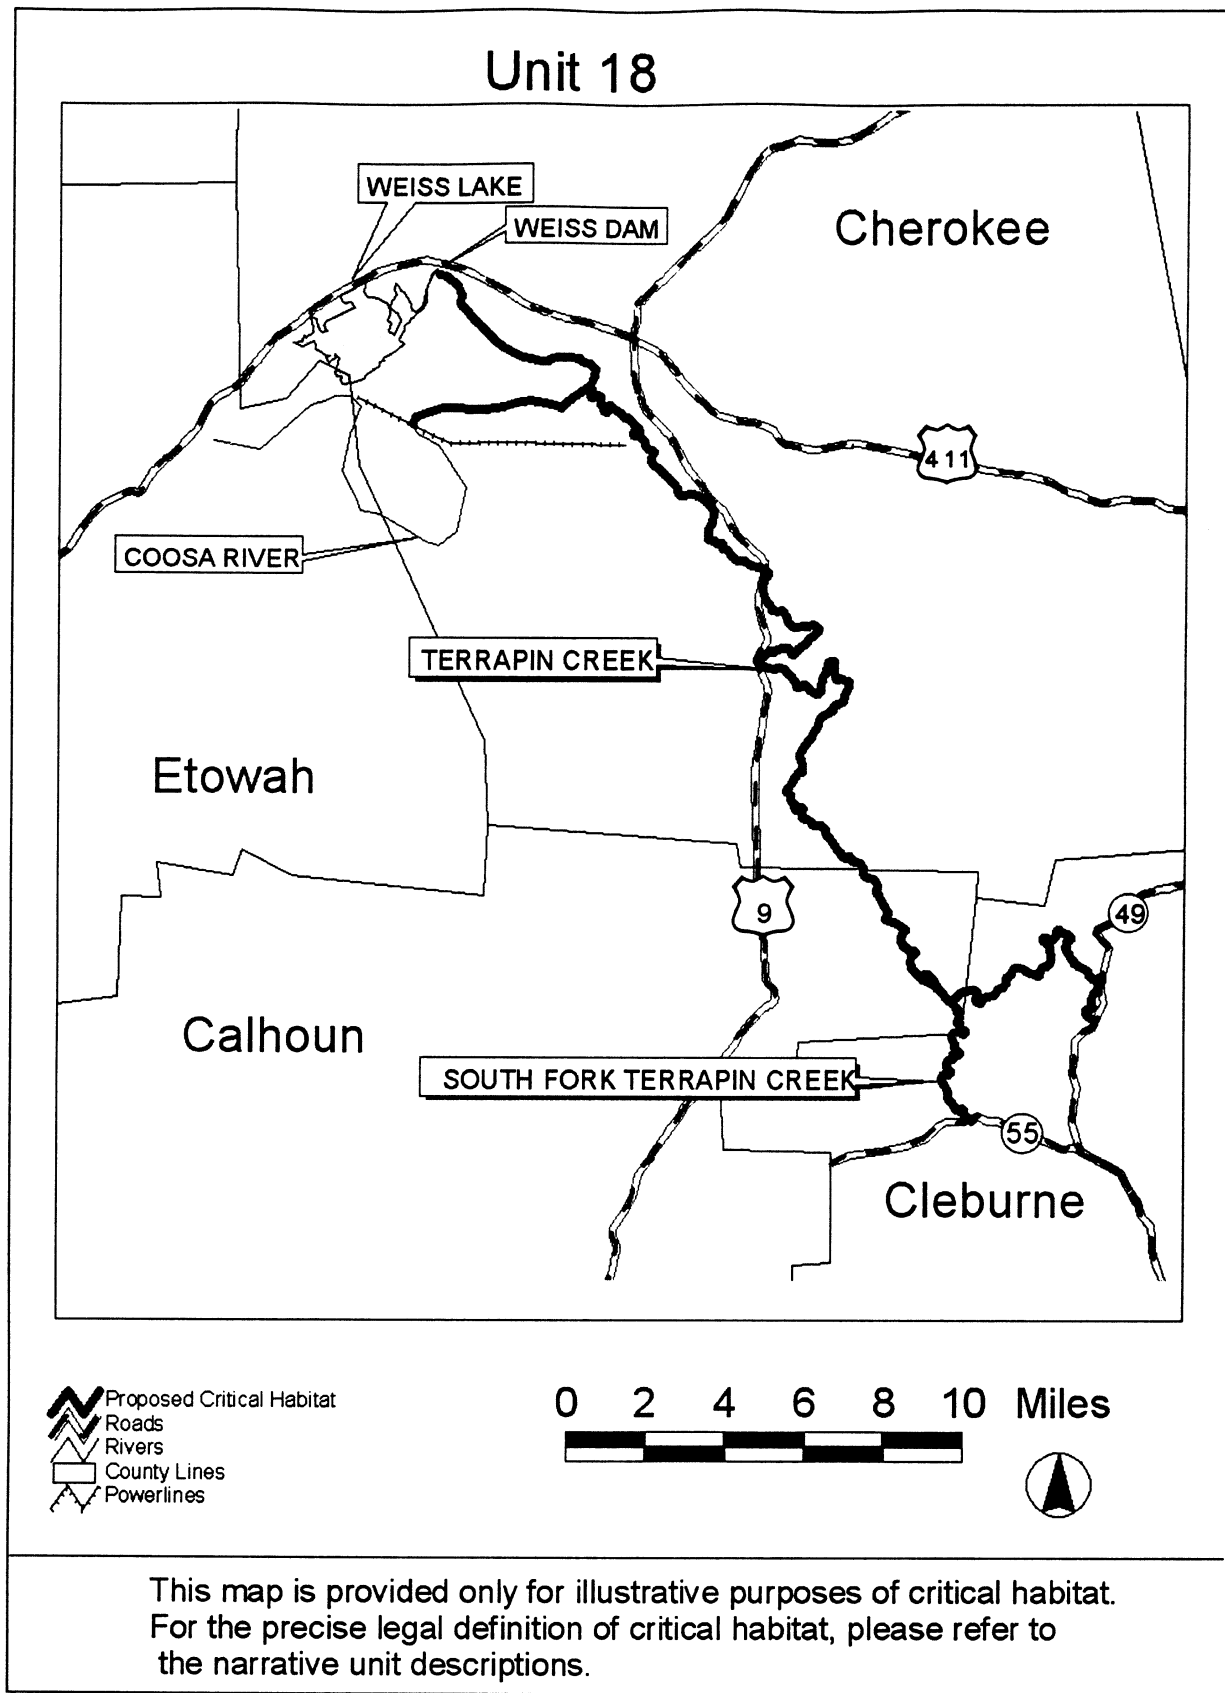 Unit 18
WEISS LAKE
WEISS DAM
Cherokee
411
COOSA RIVER
TERRAPIN CREEK
Etowah
9
49
Calhoun
SOUTH FORK TERRAPIN CREEK
55
Cleburne
Proposed Critical Habitat
Roads
Rivers
County Lines
Powerlines
0 2 4 6 8 10 Miles
This map is provided only for illustrative purposes of critical habitat.
For the precise legal definition of critical habitat, please refer to
the narrative unit descriptions.